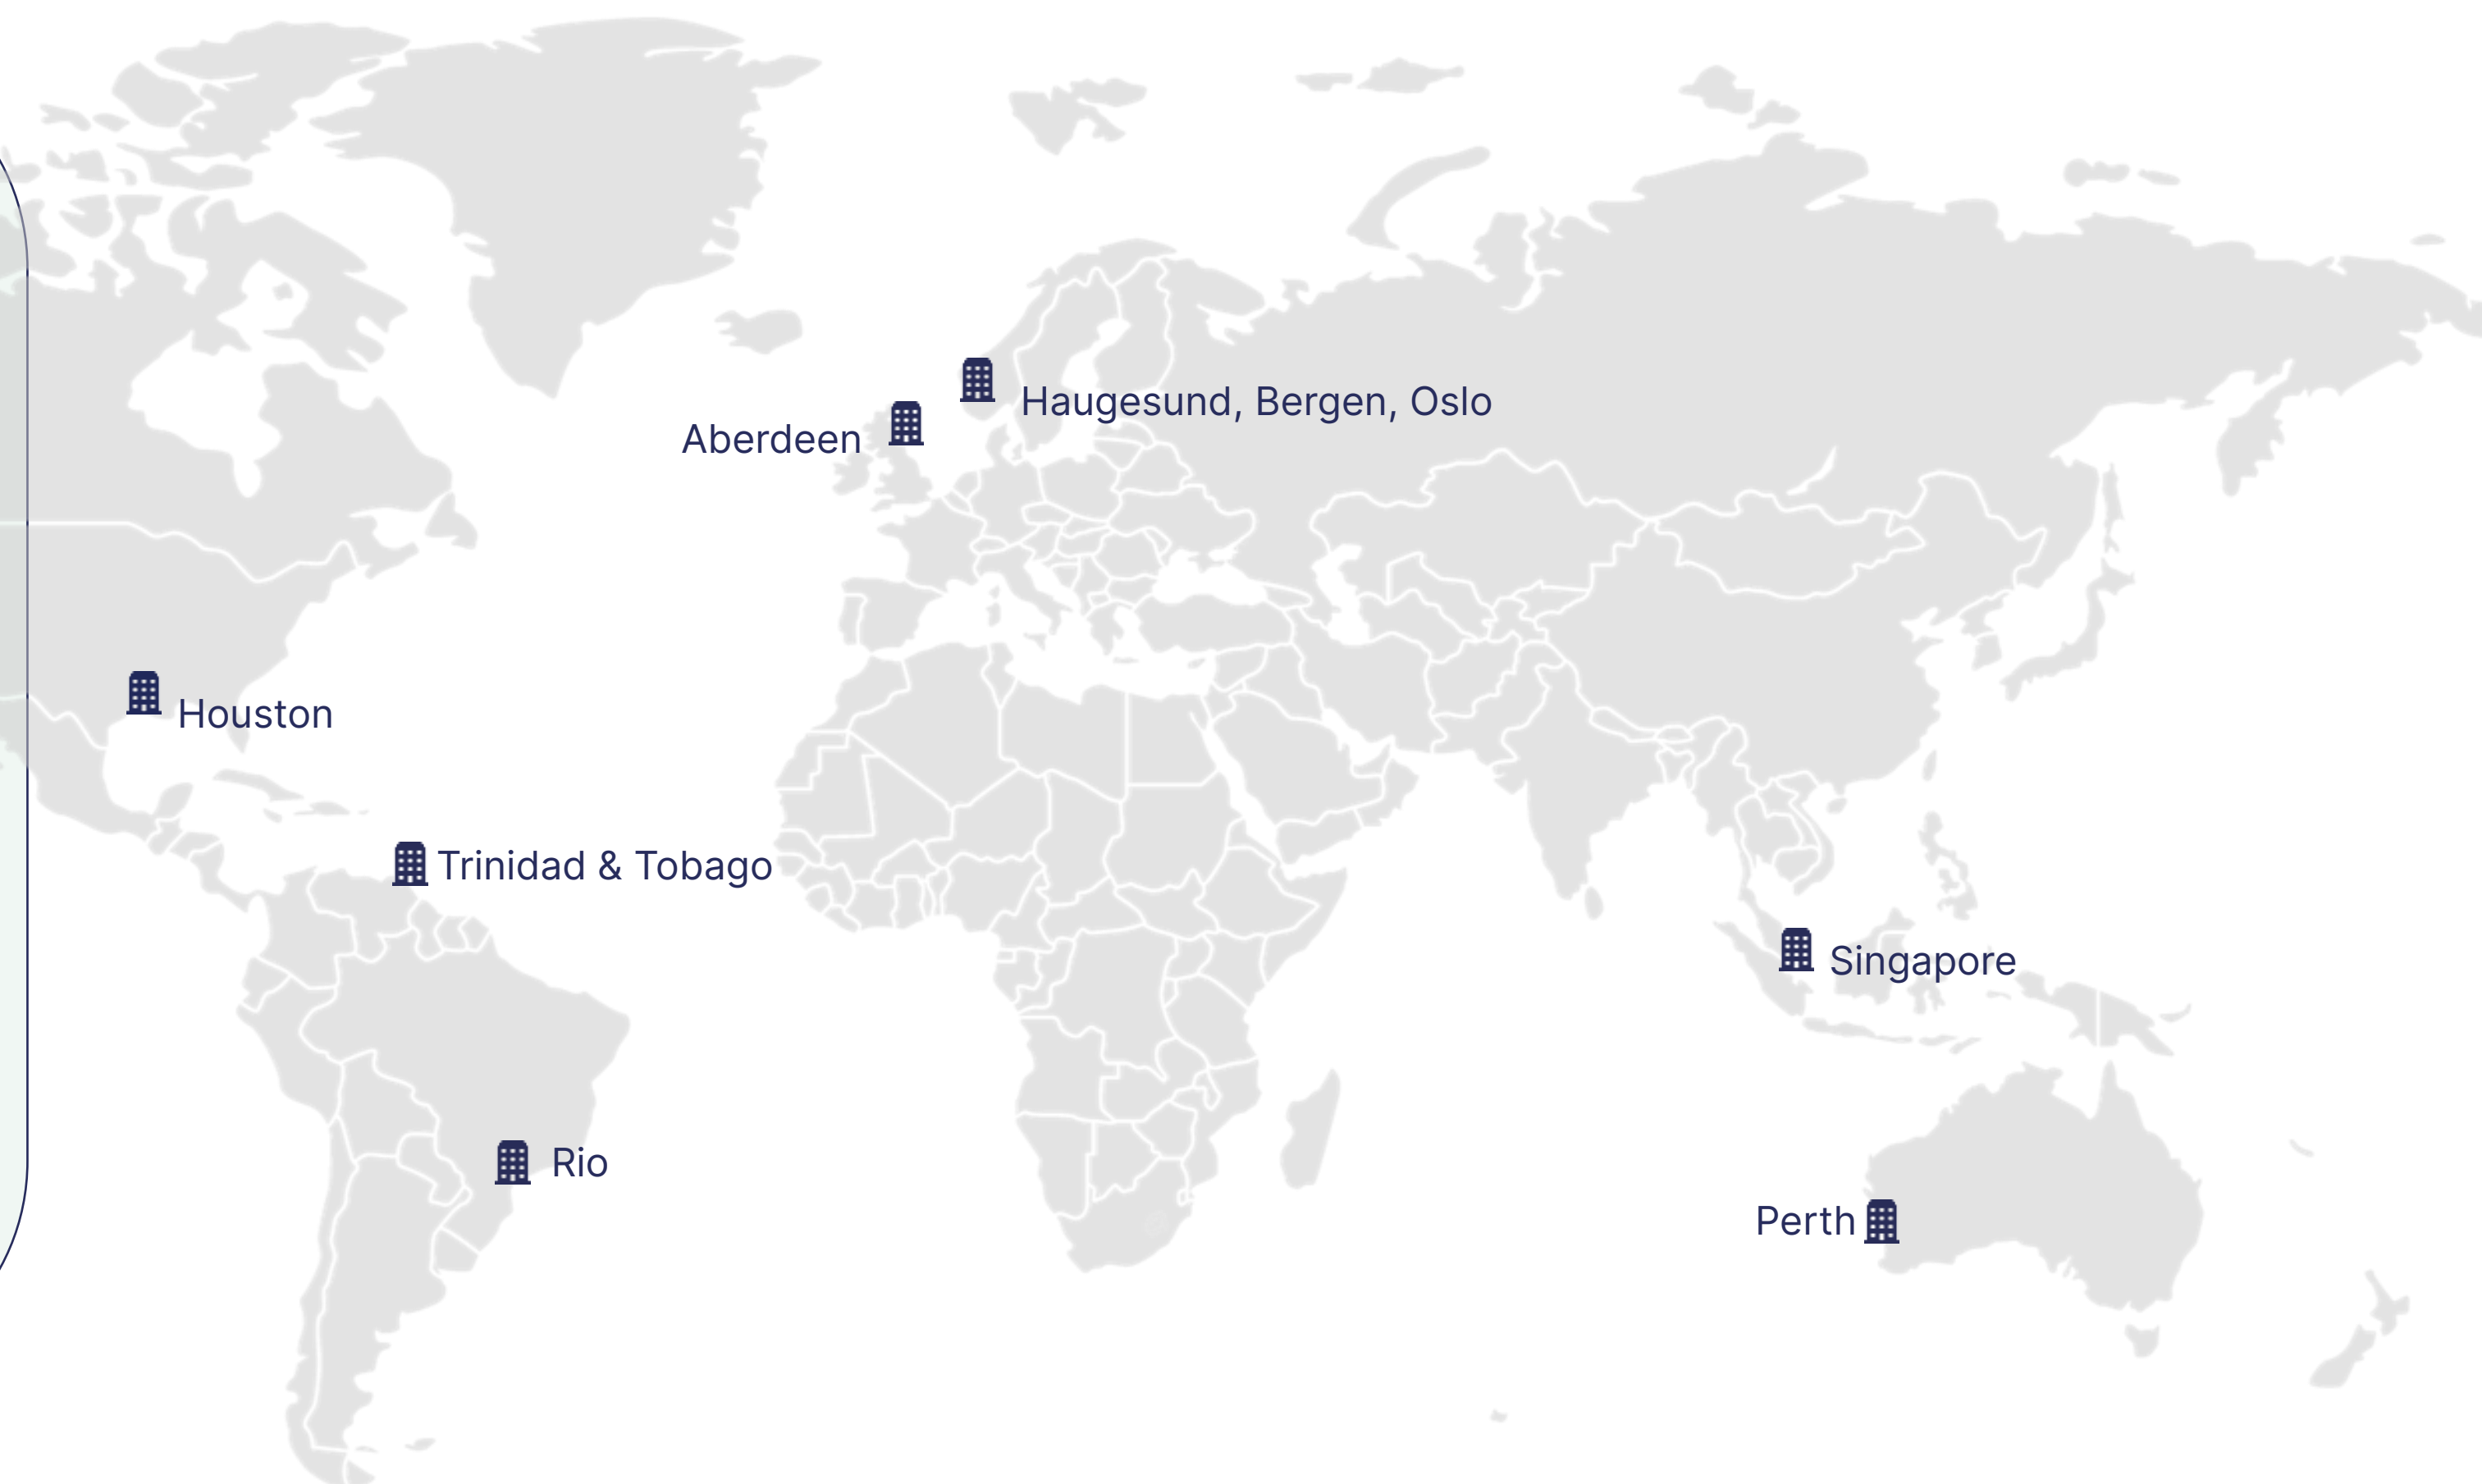 Haugesund, Bergen, Oslo
Aberdeen
Houston
Trinidad & Tobago
Singapore
Rio
Perth